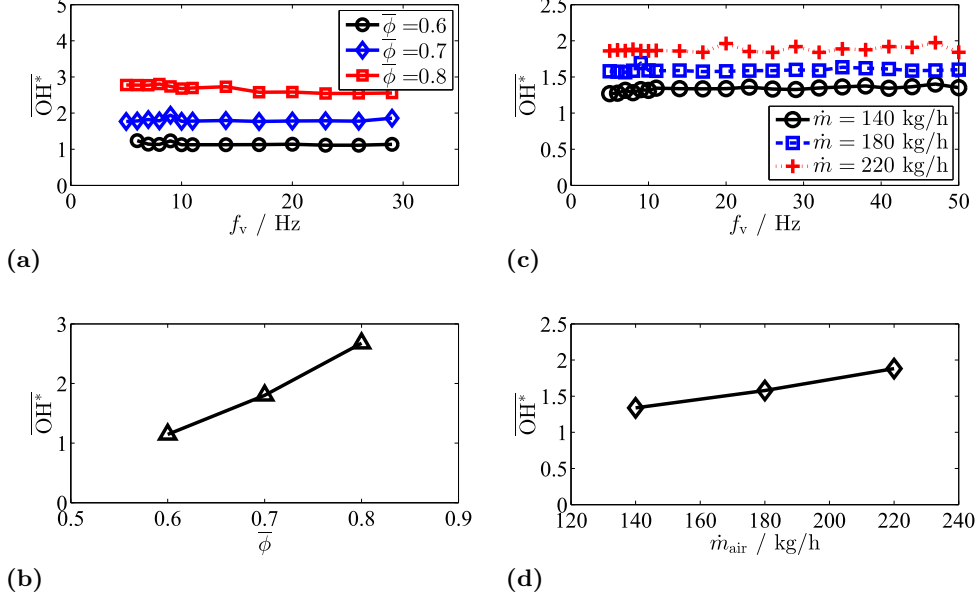 5
4
3
2
1
0
10
20
30
OH*
f_v / Hz
ϕ̅ =0.6
ϕ̅ =0.7
ϕ̅ =0.8
(a)
2.5
2
1.5
1
0.5
0
0
10
20
30
40
50
OH*
f_v / Hz
ṁ = 140 kg/h
ṁ = 180 kg/h
ṁ = 220 kg/h
(c)
3
2
1
0
0.5
0.6
0.7
0.8
0.9
OH*
ϕ̅
(b)
2.5
2
1.5
1
0.5
0
120
140
160
180
200
220
240
OH*
ṁ_air / kg/h
(d)